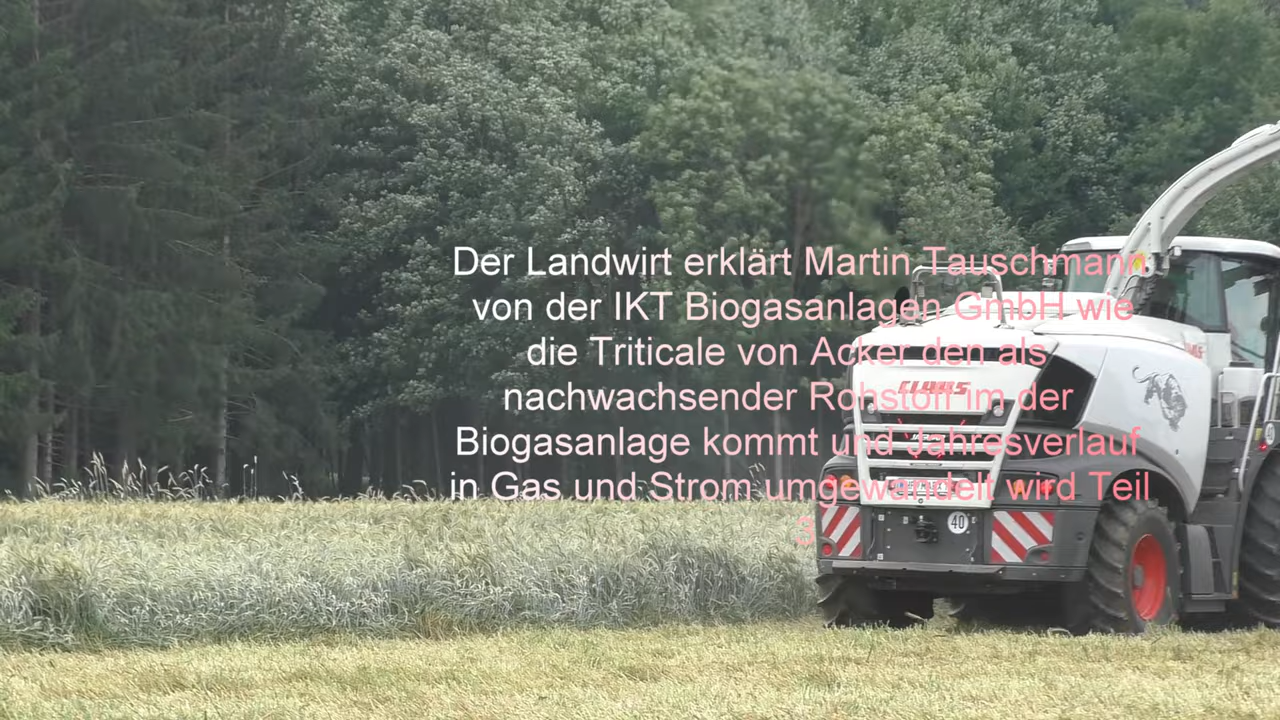 Der Landwirt erklärt Martin Tauschmann
von der IKT Biogasanlagen GmbH wie
die Triticale von Acker den als
nachwachsender Rohstoff im der
Biogasanlage kommt und Jahresverlauf
in Gas und Strom umgewandelt wird Teil
3
CLAAS
40